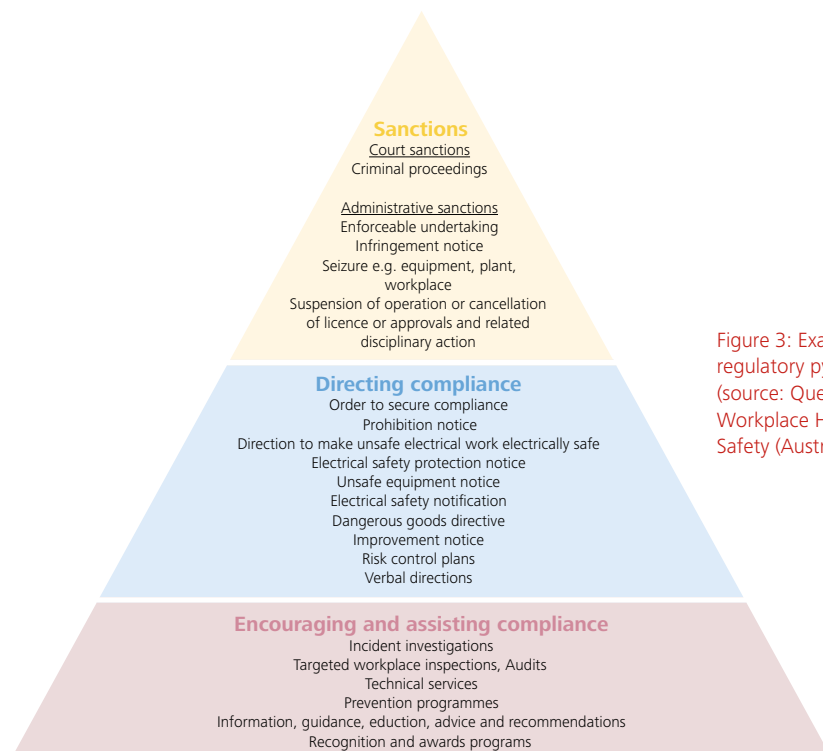 Sanctions
Court sanctions
Criminal proceedings
Administrative sanctions
Enforceable undertaking
Infringement notice
Seizure e.g. equipment, plant,
workplace
Suspension of operation or cancellation
of licence or approvals and related
disciplinary action
Directing compliance
Order to secure compliance
Prohibition notice
Direction to make unsafe electrical work electrically safe
Electrical safety protection notice
Unsafe equipment notice
Electrical safety notification
Dangerous goods directive
Improvement notice
Risk control plans
Verbal directions
Encouraging and assisting compliance
Incident investigations
Targeted workplace inspections, Audits
Technical services
Prevention programmes
Information, guidance, eduction, advice and recommendations
Recognition and awards programs
Figure 3:
regulatory
(source:
Workplace
Safety